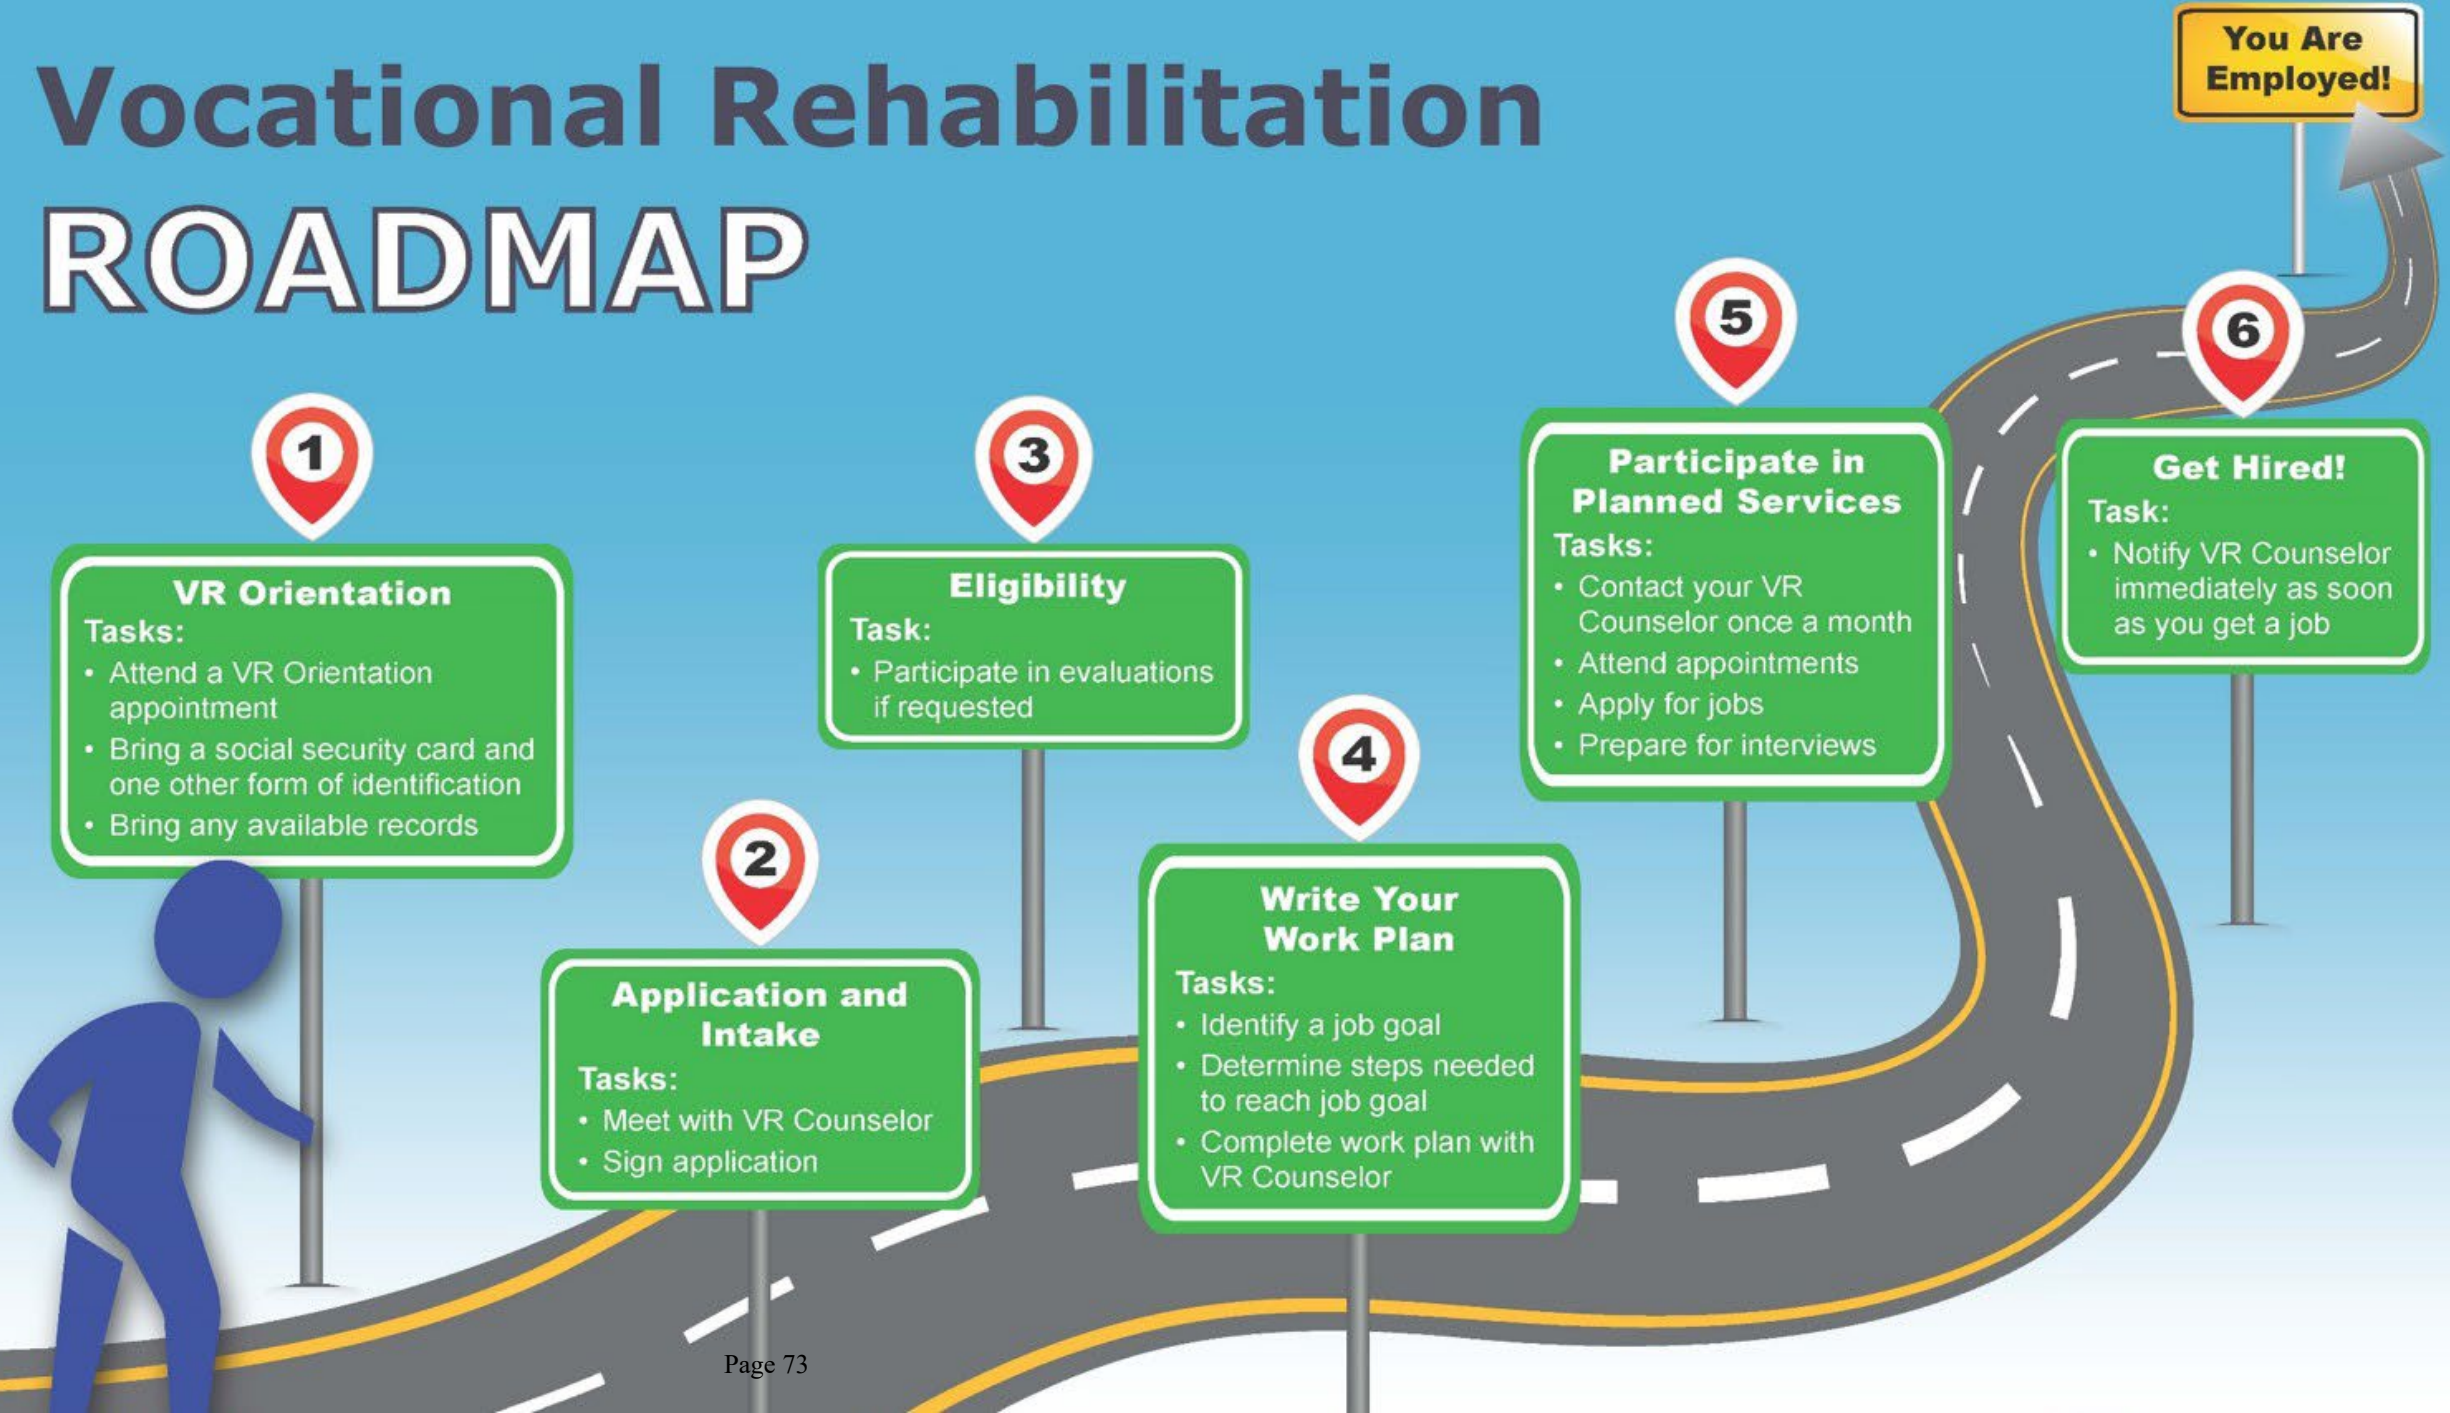 Vocational Rehabilitation
ROADMAP
You Are
Employed!
1
VR Orientation
Tasks:
• Attend a VR Orientation
appointment
• Bring a social security card and
one other form of identification
• Bring any available records
2
Application and
Intake
Tasks:
• Meet with VR Counselor
• Sign application
3
Eligibility
Task:
• Participate in evaluations
if requested
4
Write Your
Work Plan
Tasks:
• Identify a job goal
• Determine steps needed
to reach job goal
• Complete work plan with
VR Counselor
5
Participate in
Planned Services
Tasks:
• Contact your VR
Counselor once a month
• Attend appointments
• Apply for jobs
• Prepare for interviews
6
Get Hired!
Task:
• Notify VR Counselor
immediately as soon
as you get a job
Page 73